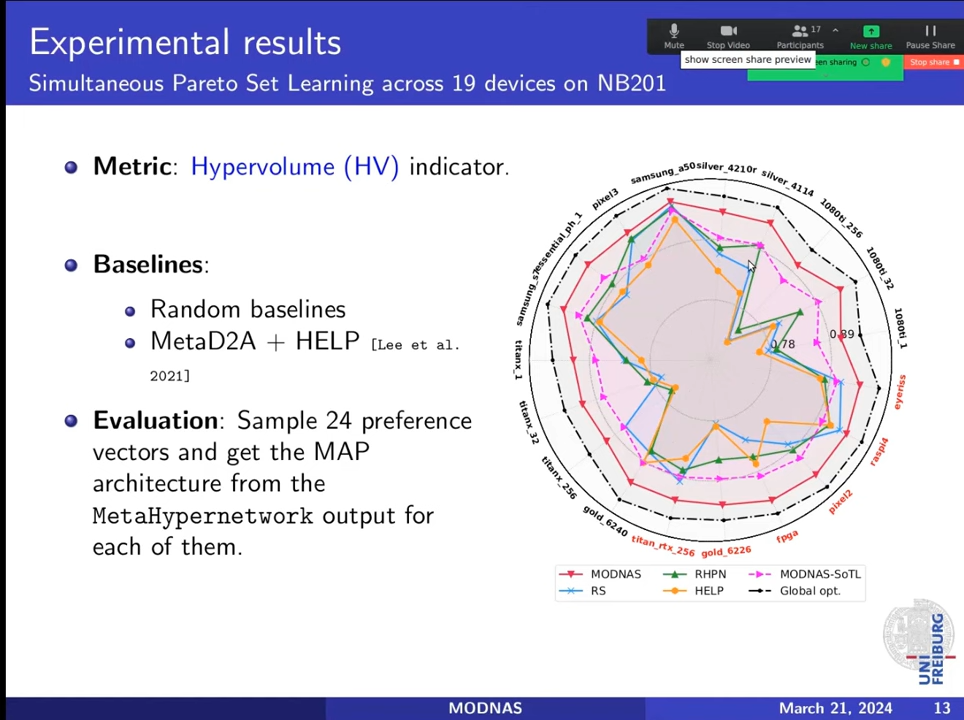 Experimental results
Simultaneous Pareto Set Learning across 19 devices on NB201
Mute
Stop Video
Participants
17
New share
Pause Share
show screen share preview
een sharing
Stop share
Metric: Hypervolume (HV) indicator.
Baselines:
Random baselines
MetaD2A + HELP [Lee et al.
2021]
Evaluation: Sample 24 preference
vectors and get the MAP
architecture from the
MetaHypernetwork output for
each of them.
samsung_a50
silver_4210r
silver_4114
1080ti_256
1080ti_32
1080ti_1
eyeriss
raspi4
pixel2
fpga
gold_6226
titan_rtx_256
gold_6240
titanx_256
titanx_32
titanx_1
samsung_s7
essential_ph_1
pixel3
0.78
0.89
MODNAS
RHPN
MODNAS-SoTL
RS
HELP
Global opt.
UNI
FREIBURG
MODNAS
March 21, 2024
13